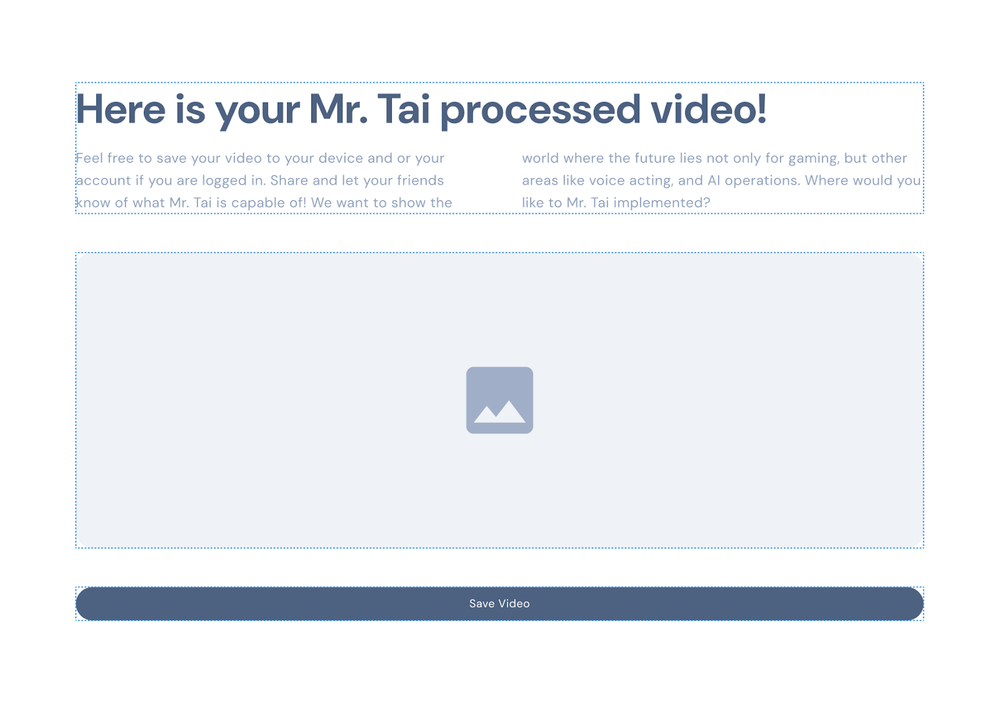 Here is your Mr. Tai processed video!
Feel free to save your video to your device and or your
account if you are logged in. Share and let your friends
know of what Mr. Tai is capable of! We want to show the
world where the future lies not only for gaming, but other
areas like voice acting, and AI operations. Where would you
like to Mr. Tai implemented?
Save Video